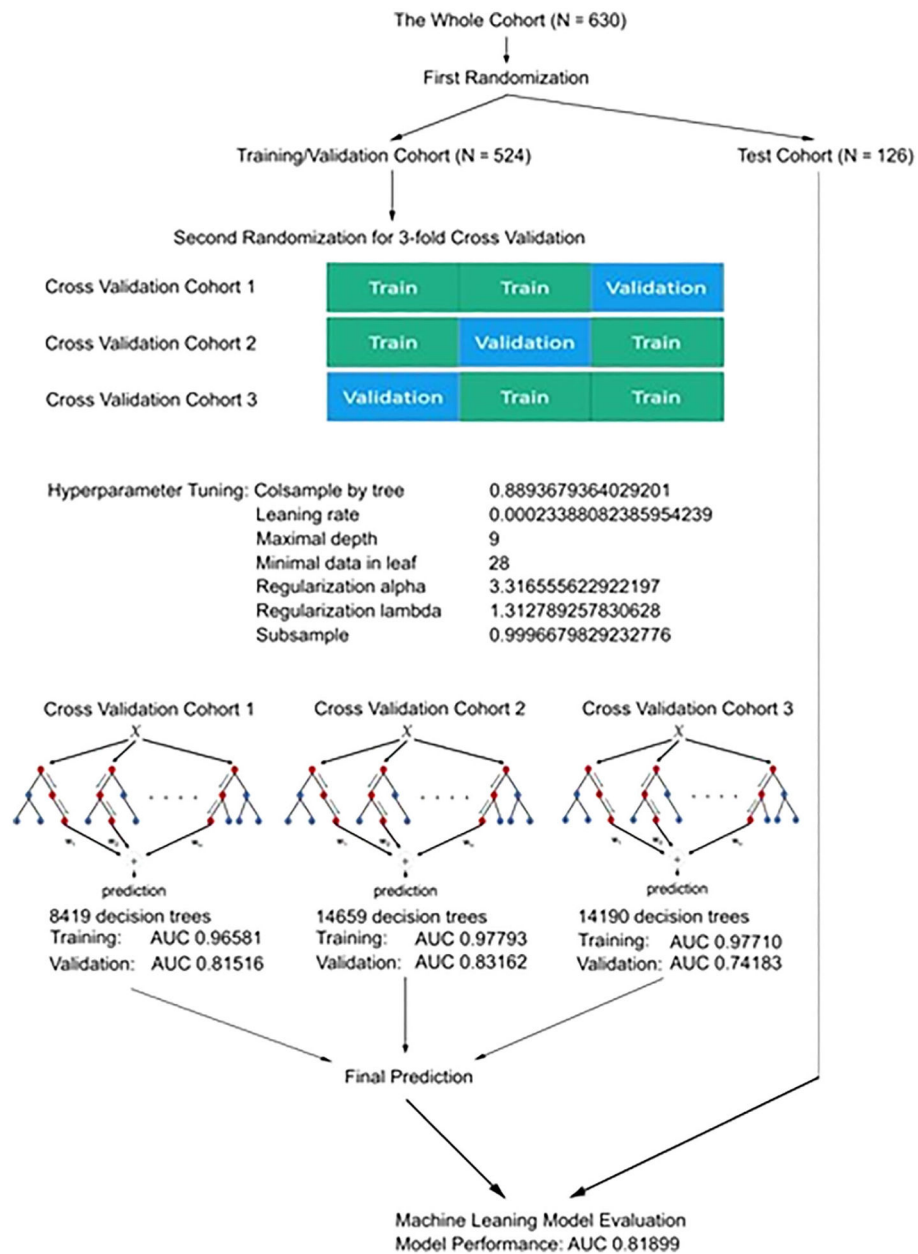 The Whole Cohort (N = 630)
First Randomization
Training/Validation Cohort (N = 524)
Test Cohort (N = 126)
Second Randomization for 3-fold Cross Validation
Cross Validation Cohort 1
Train Train Validation
Cross Validation Cohort 2
Train Validation Train
Cross Validation Cohort 3
Validation Train Train
Hyperparameter Tuning: Colsample by tree 0.8893679364029201
Leaning rate 0.00023388082385954239
Maximal depth 9
Minimal data in leaf 28
Regularization alpha 3.316555622922197
Regularization lambda 1.312789257830628
Subsample 0.9996679829232776
Cross Validation Cohort 1
X
prediction
8419 decision trees
Training: AUC 0.96581
Validation: AUC 0.81516
Cross Validation Cohort 2
X
prediction
14659 decision trees
Training: AUC 0.97793
Validation: AUC 0.83162
Cross Validation Cohort 3
X
prediction
14190 decision trees
Training: AUC 0.97710
Validation: AUC 0.74183
Final Prediction
Machine Leaning Model Evaluation
Model Performance: AUC 0.81899